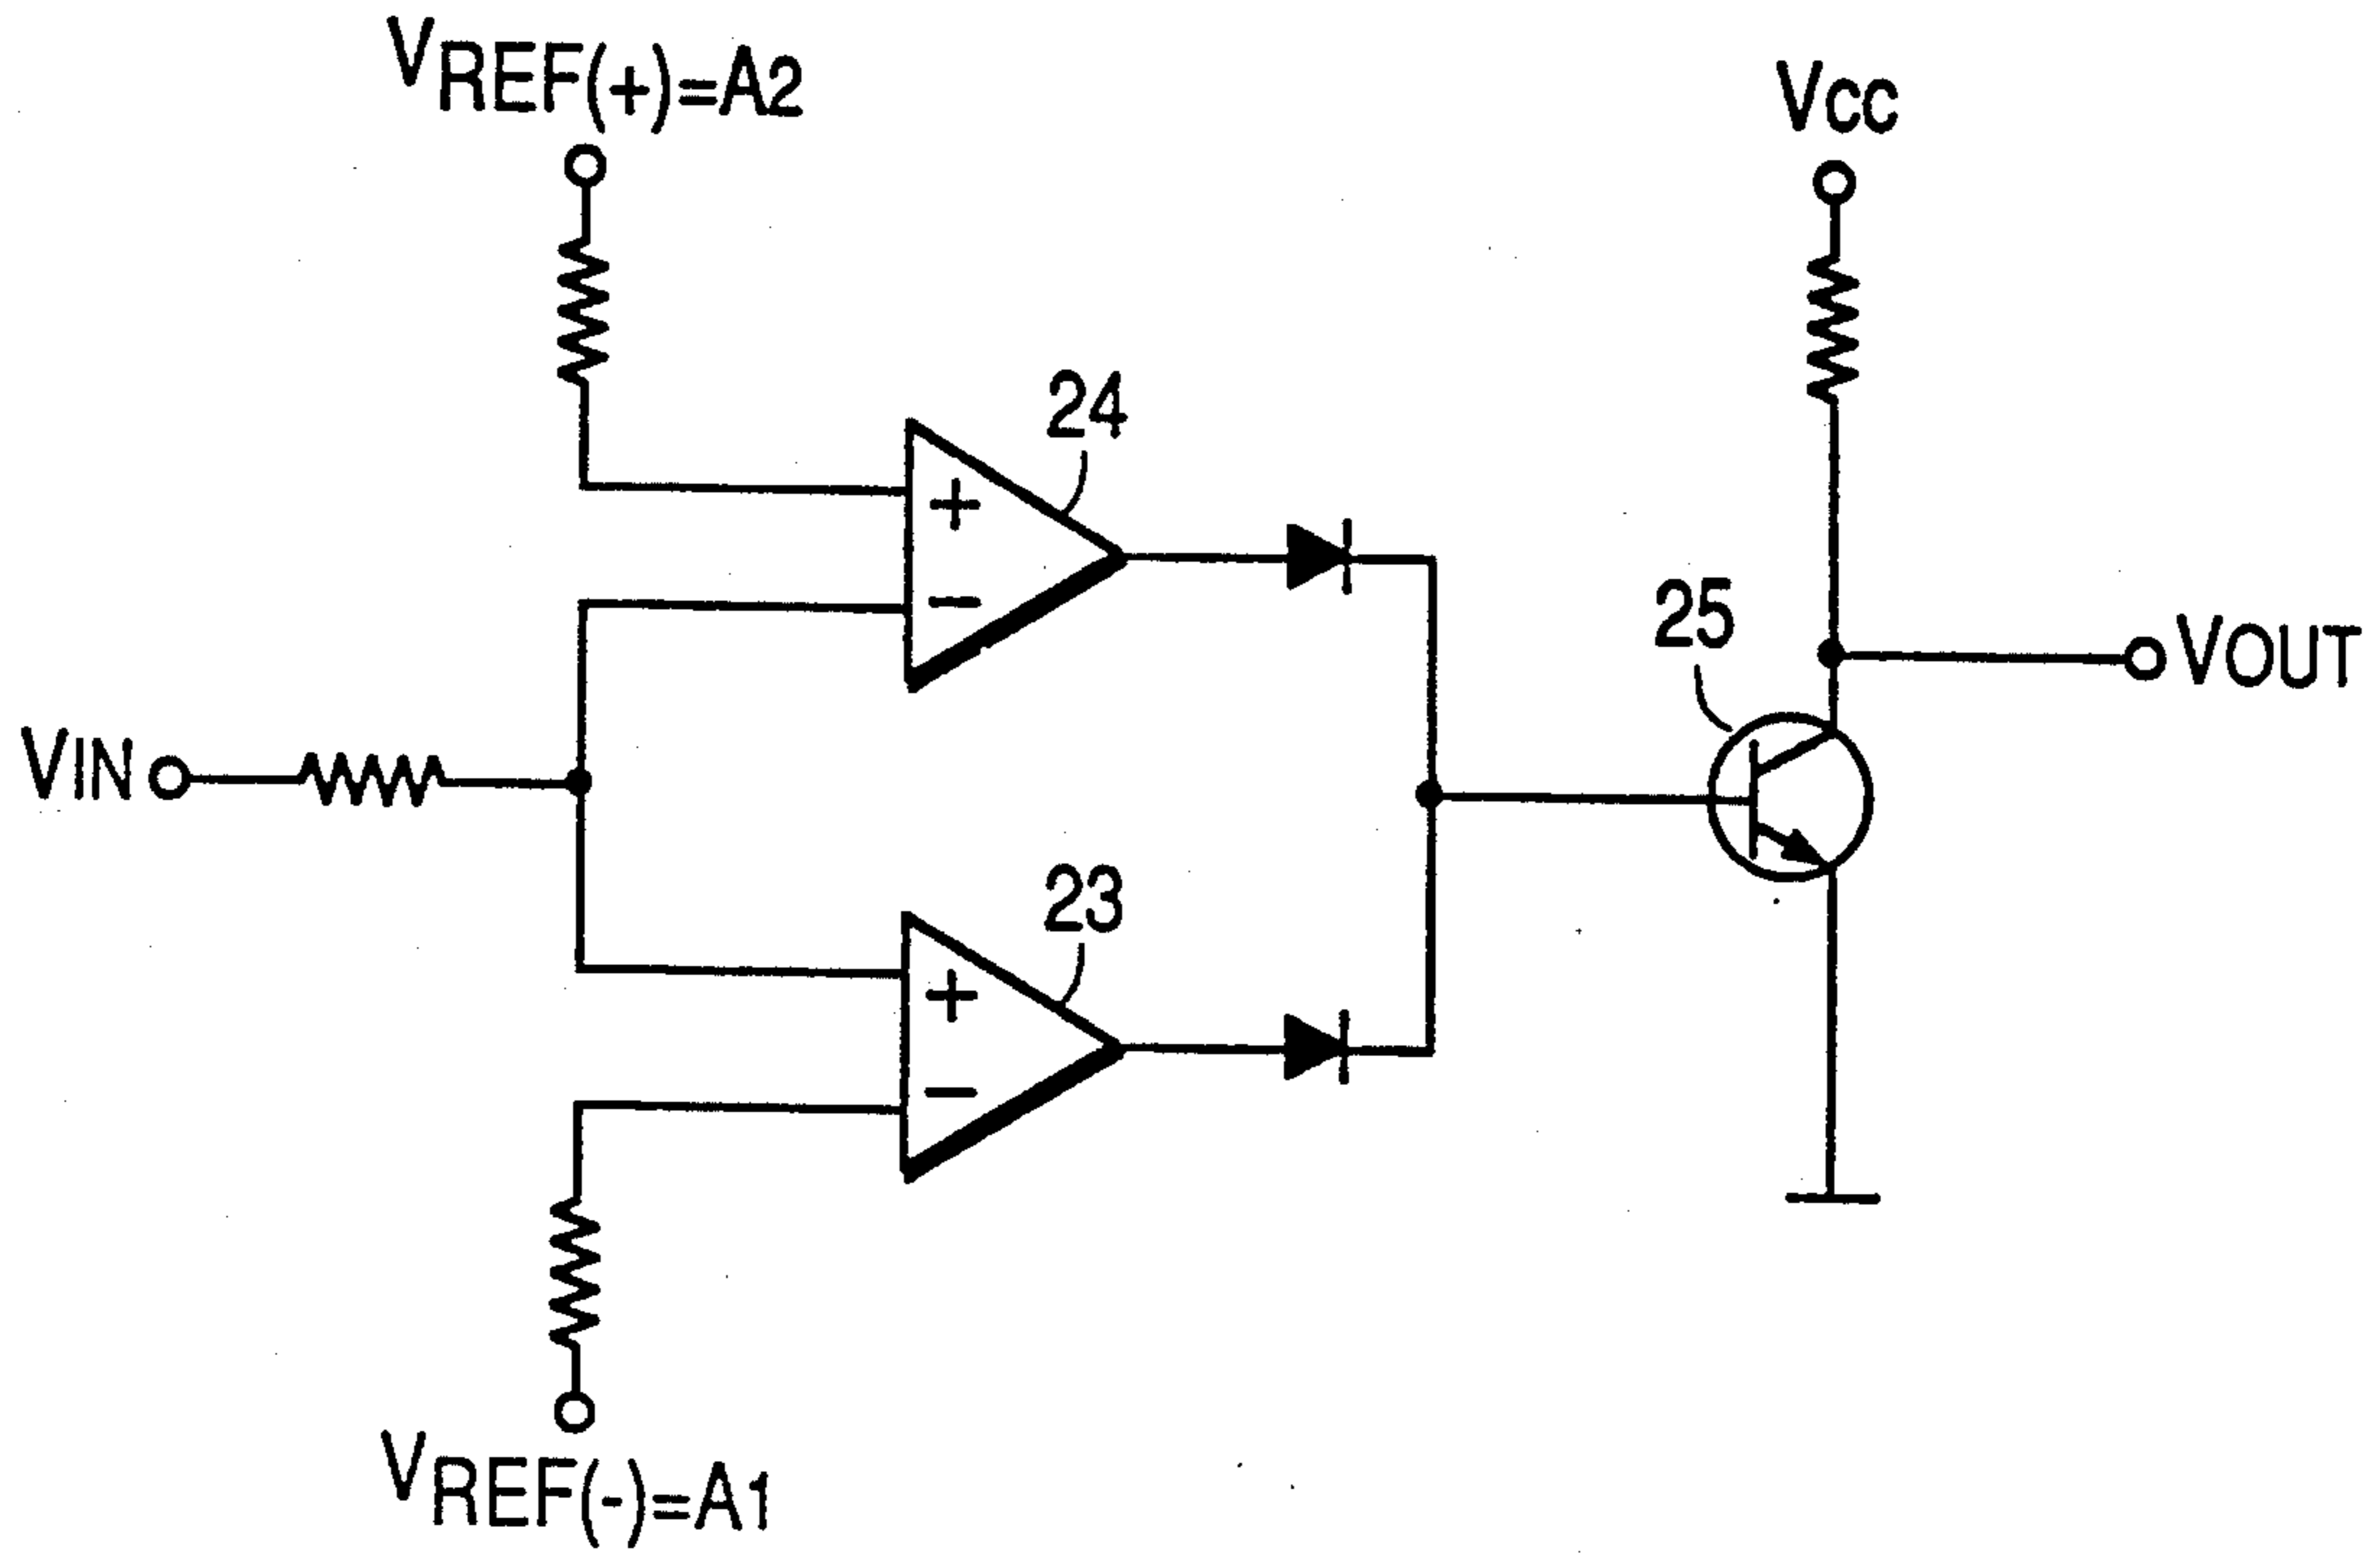 VREF(+)=A2
VCC
24
+
−
25
VOUT
VIN
23
+
−
VREF(-)=A1